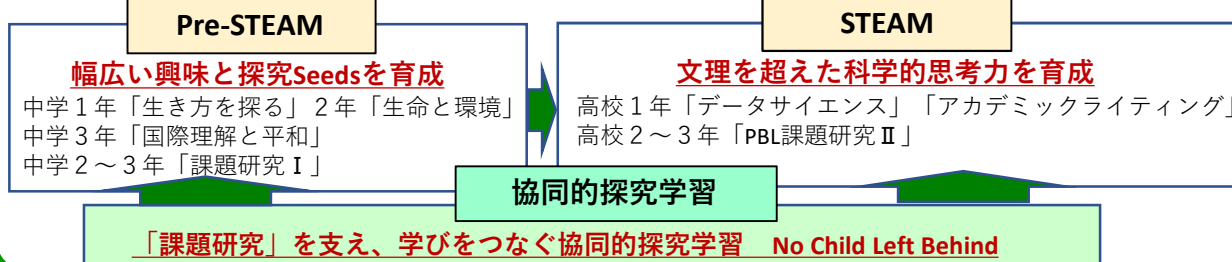 Pre-STEAM
幅広い興味と探究Seedsを育成
中学１年「生き方を探る」２年「生命と環境」
中学３年「国際理解と平和」
中学２～３年「課題研究Ⅰ」
STEAM
文理を超えた科学的思考力を育成
高校１年「データサイエンス」「アカデミックライティング」
高校２～３年「PBL課題研究Ⅱ」
協同的探究学習
「課題研究」を支え、学びをつなぐ協同的探究学習　No Child Left Behind